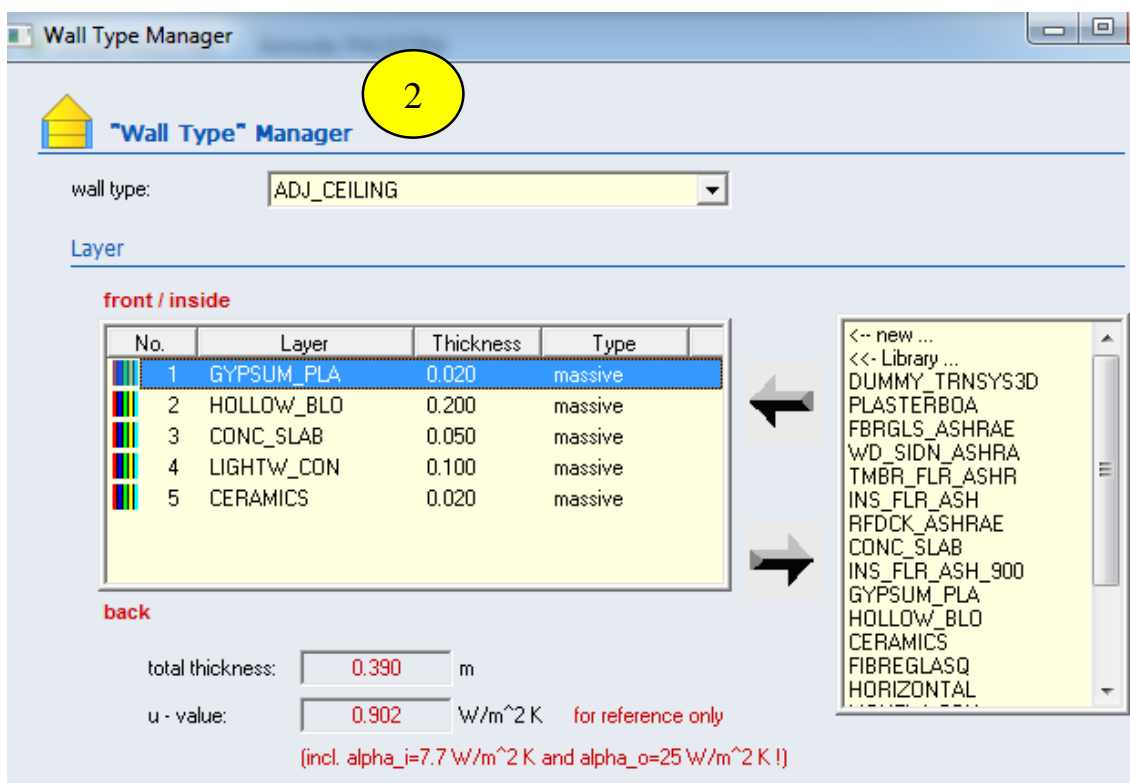 Wall Type Manager
2
"Wall Type" Manager
wall type: ADJ_CEILING
Layer
front / inside
No. Layer Thickness Type
1 GYPSUM_PLA 0.020 massive
2 HOLLOW_BLO 0.200 massive
3 CONC_SLAB 0.050 massive
4 LIGHTW_CON 0.100 massive
5 CERAMICS 0.020 massive
back
total thickness: 0.390 m
u - value: 0.902 W/m^2 K for reference only
(incl. alpha_i=7.7 W/m^2 K and alpha_o=25 W/m^2 K !)
<-- new ...
<<- Library ...
DUMMY_TRNSYS3D
PLASTERBOA
FBRGLS_ASHRAE
WD_SIDN_ASHRA
TMBR_FLR_ASHR
INS_FLR_ASH
RFDCK_ASHRAE
CONC_SLAB
INS_FLR_ASH_900
GYPSUM_PLA
HOLLOW_BLO
CERAMICS
FIBREGLASQ
HORIZONTAL